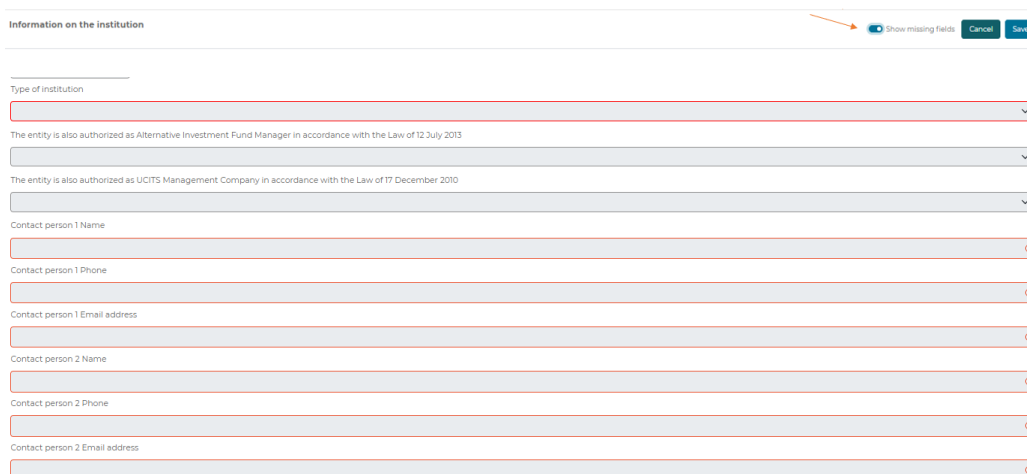 Information on the institution
Show missing fields
Cancel
Save
Type of institution
The entity is also authorized as Alternative Investment Fund Manager in accordance with the Law of 12 July 2013
The entity is also authorized as UCITS Management Company in accordance with the Law of 17 December 2010
Contact person 1 Name
Contact person 1 Phone
Contact person 1 Email address
Contact person 2 Name
Contact person 2 Phone
Contact person 2 Email address